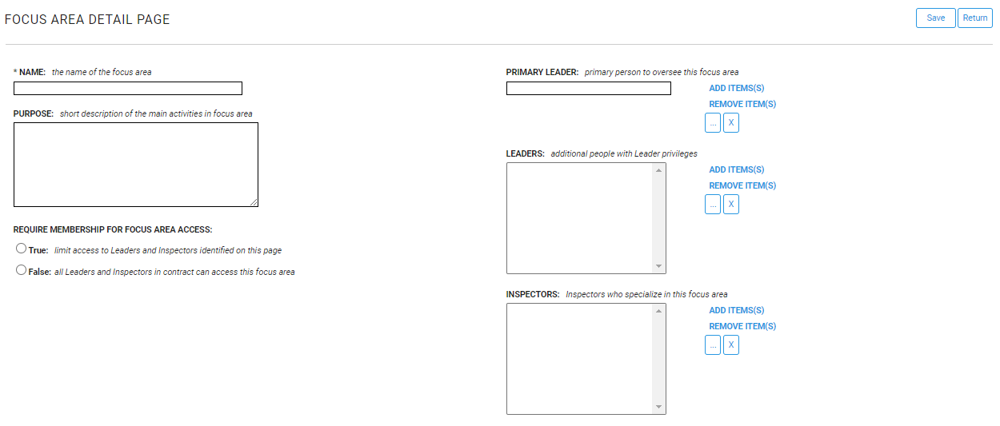 FOCUS AREA DETAIL PAGE
Save
Return
* NAME: the name of the focus area
PURPOSE: short description of the main activities in focus area
REQUIRE MEMBERSHIP FOR FOCUS AREA ACCESS:
True: limit access to Leaders and Inspectors identified on this page
False: all Leaders and Inspectors in contract can access this focus area
PRIMARY LEADER: primary person to oversee this focus area
ADD ITEMS(S)
REMOVE ITEM(S)
... X
LEADERS: additional people with Leader privileges
ADD ITEMS(S)
REMOVE ITEM(S)
... X
INSPECTORS: Inspectors who specialize in this focus area
ADD ITEMS(S)
REMOVE ITEM(S)
... X